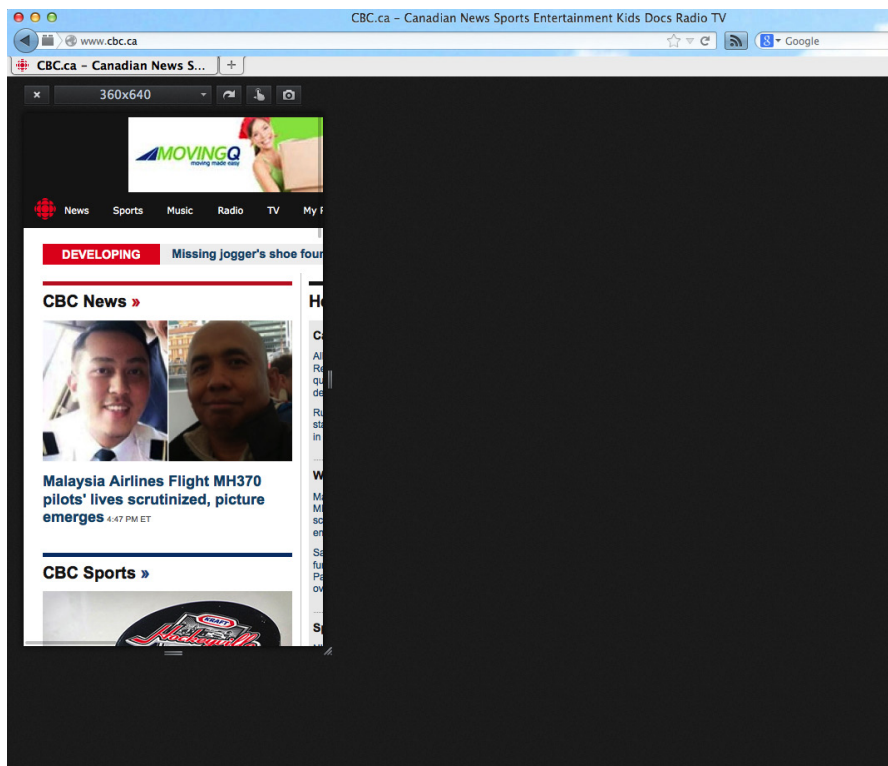 CBC.ca – Canadian News Sports Entertainment Kids Docs Radio TV
www.cbc.ca
Google
CBC.ca – Canadian News S...
360x640
MOVINGQ
moving made easy
News Sports Music Radio TV My
DEVELOPING Missing jogger's shoe
CBC News »
Malaysia Airlines Flight MH370
pilots' lives scrutinized, picture
emerges 4:47 PM ET
CBC Sports »
KRAFT
Hockeyville